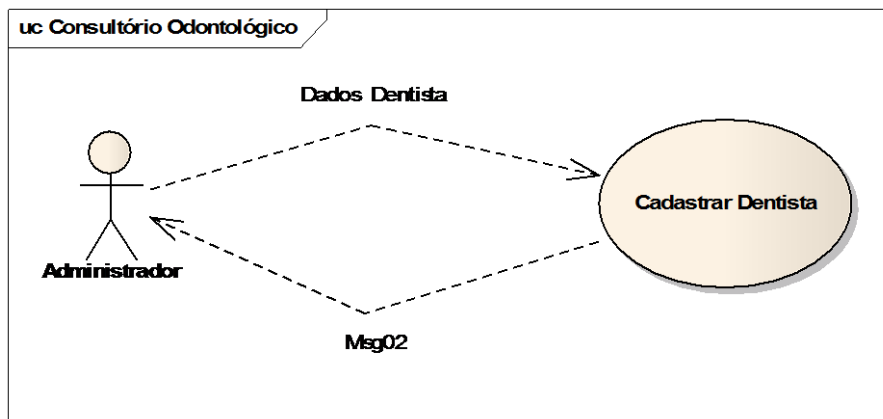 uc Consultório Odontológico
Dados Dentista
Cadastrar Dentista
Administrador
Msg02